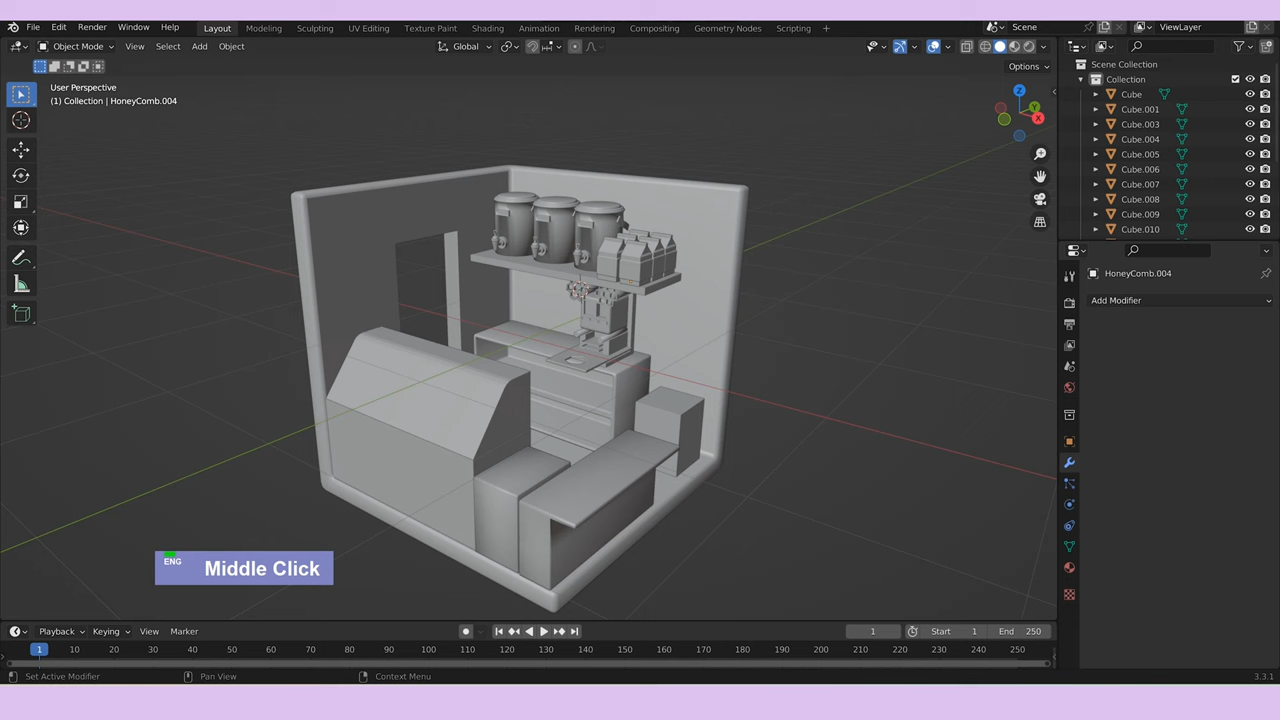 File Edit Render Window Help Layout Modeling Sculpting UV Editing Texture Paint Shading Animation Rendering Compositing Geometry Nodes Scripting + Scene ViewLayer
Object Mode View Select Add Object Global
Options
User Perspective
(1) Collection | HoneyComb.004
Z
Y
X
Scene Collection
Collection
Cube
Cube.001
Cube.003
Cube.004
Cube.005
Cube.006
Cube.007
Cube.008
Cube.009
Cube.010
HoneyComb.004
Add Modifier
ENG
Middle Click
Playback Keying View Marker 1 Start 1 End 250
1 10 20 30 40 50 60 70 80 90 100 110 120 130 140 150 160 170 180 190 200 210 220 230 240 250
Set Active Modifier Pan View Context Menu 3.3.1